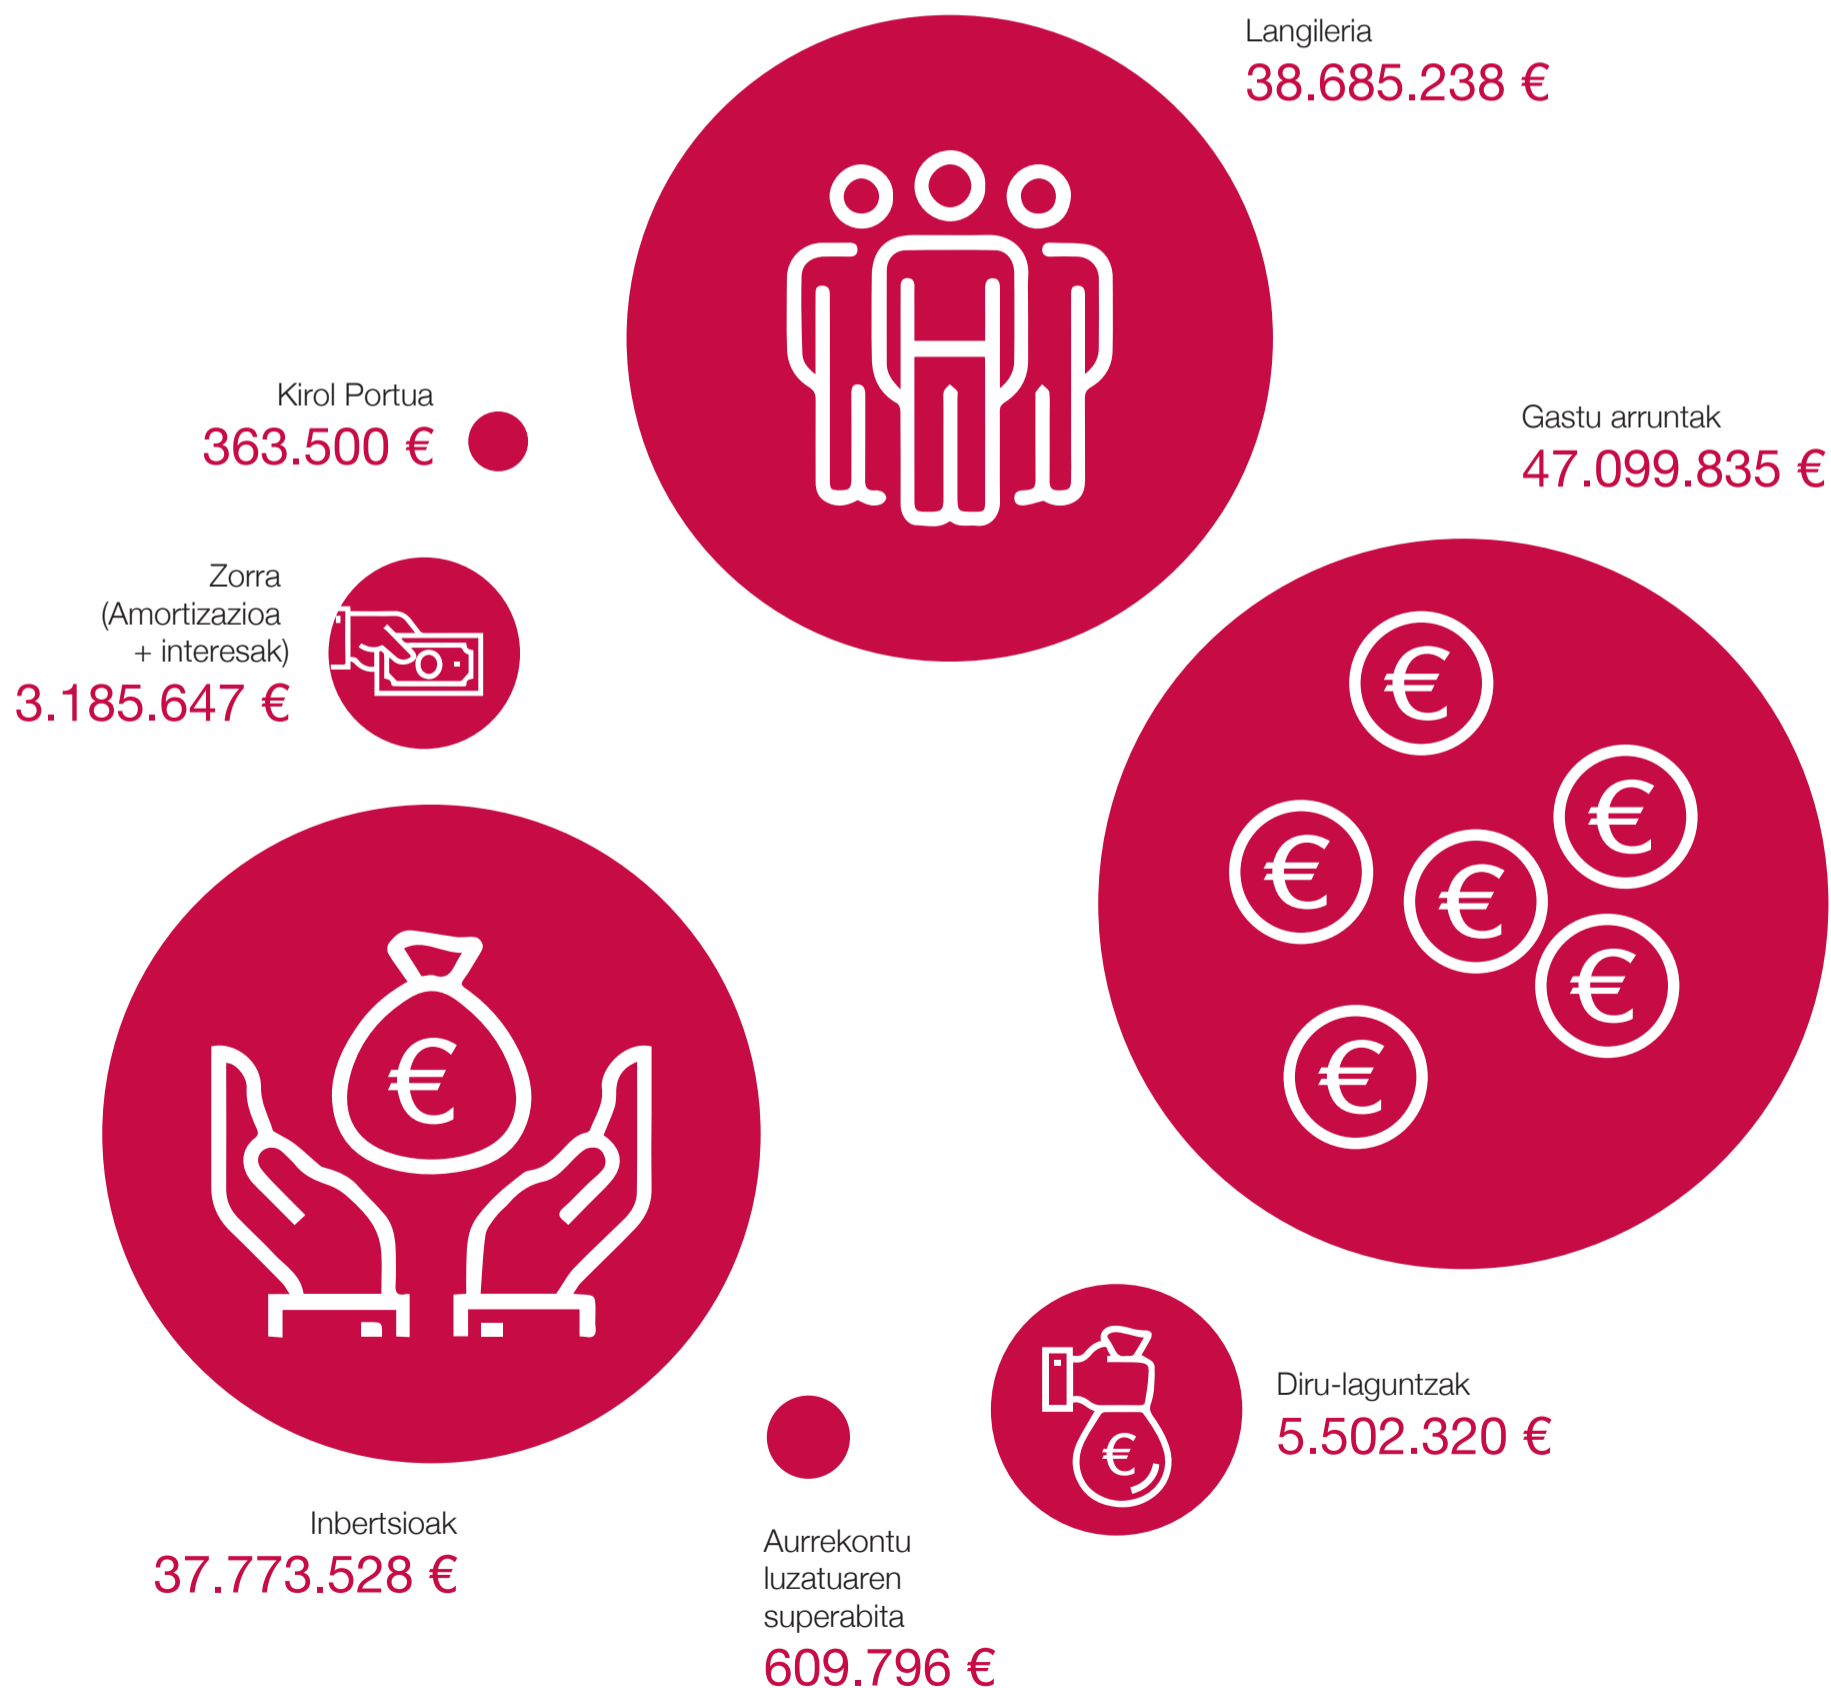 Langileria
38.685.238 €
Kirol Portua
363.500 €
Gastu arruntak
47.099.835 €
Zorra
(Amortizazioa
+ interesak)
3.185.647 €
€
€
€
€
€
€
€
Inbertsioak
37.773.528 €
Aurrekontu
luzatuaren
superabita
609.796 €
€
Diru-laguntzak
5.502.320 €